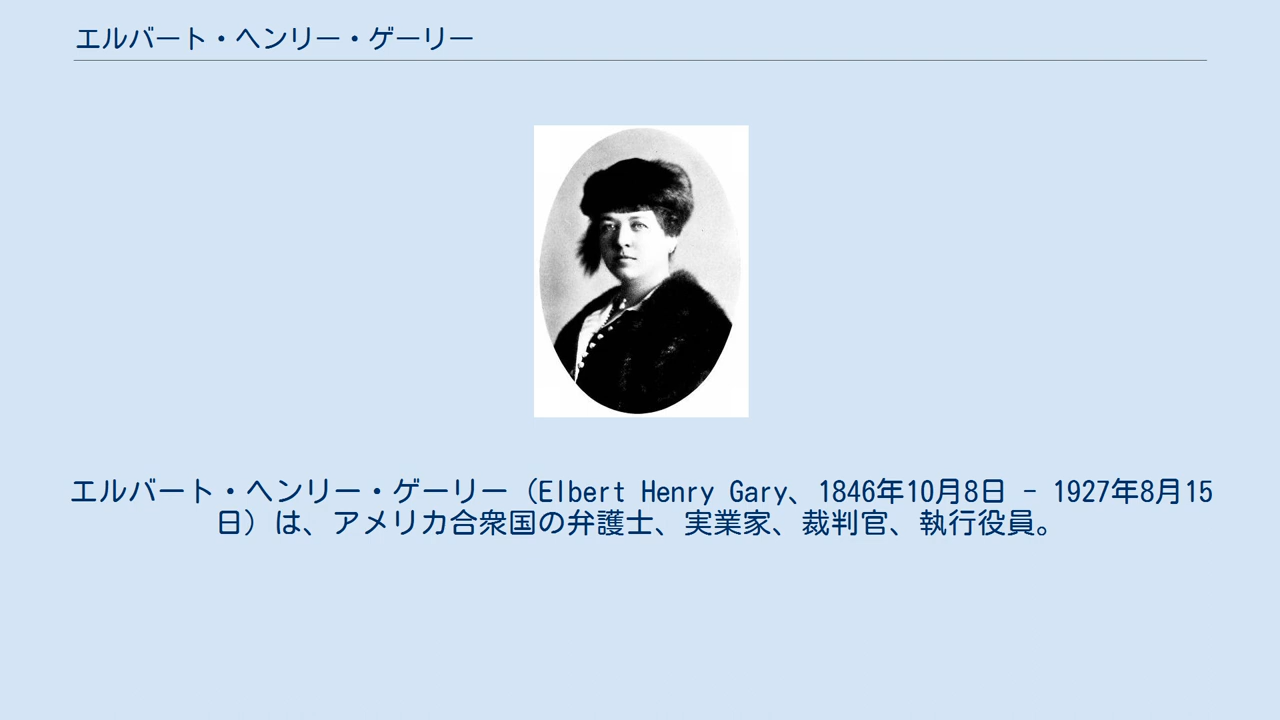 エルバート・ヘンリー・ゲーリー
エルバート・ヘンリー・ゲーリー（Elbert Henry Gary、1846年10月8日 - 1927年8月15
日）は、アメリカ合衆国の弁護士、実業家、裁判官、執行役員。